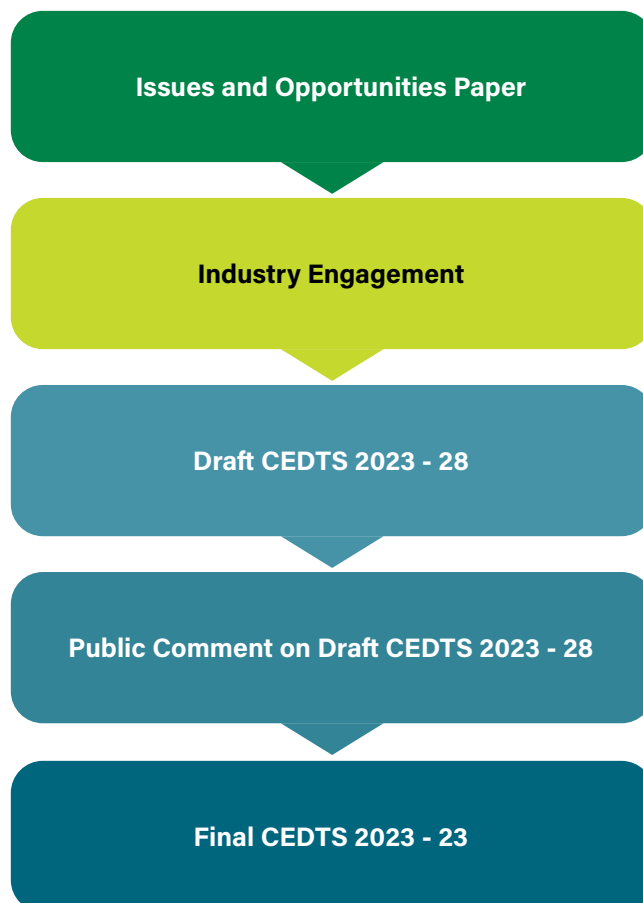 Issues and Opportunities Paper
Industry Engagement
Draft CEDTS 2023 - 28
Public Comment on Draft CEDTS 2023 - 28
Final CEDTS 2023 - 23